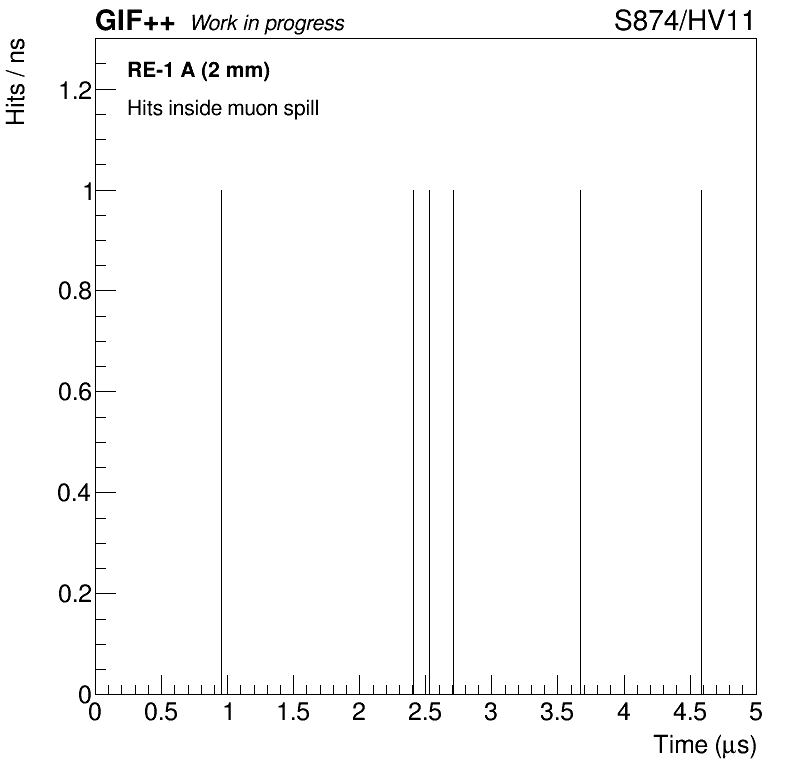 GIF++ Work in progress S874/HV11
Hits / ns
RE-1 A (2 mm)
Hits inside muon spill
1.2
1
0.8
0.6
0.4
0.2
0
0 0.5 1 1.5 2 2.5 3 3.5 4 4.5 5
Time (μs)